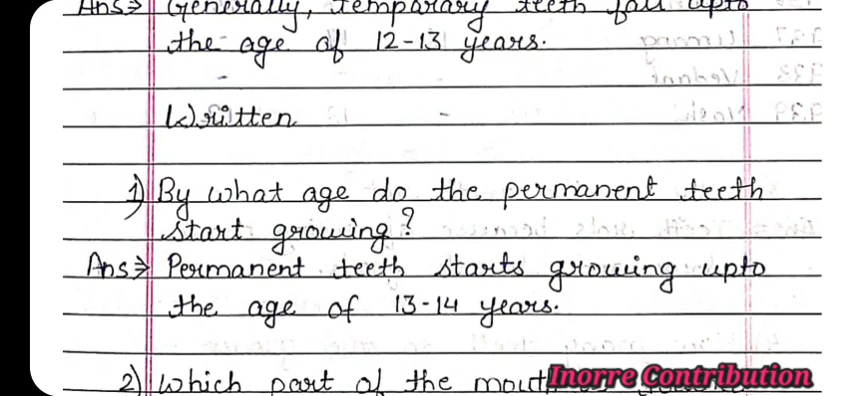 Ans⇒ Generally, temparary teeth fall upto
the age of 12-13 years.
Written
1) By what age do the permanent teeth
start growing?
Ans⇒ Permanent teeth starts growing upto
the age of 13-14 years.
2) Which part of the mouth
Inorre Contribution